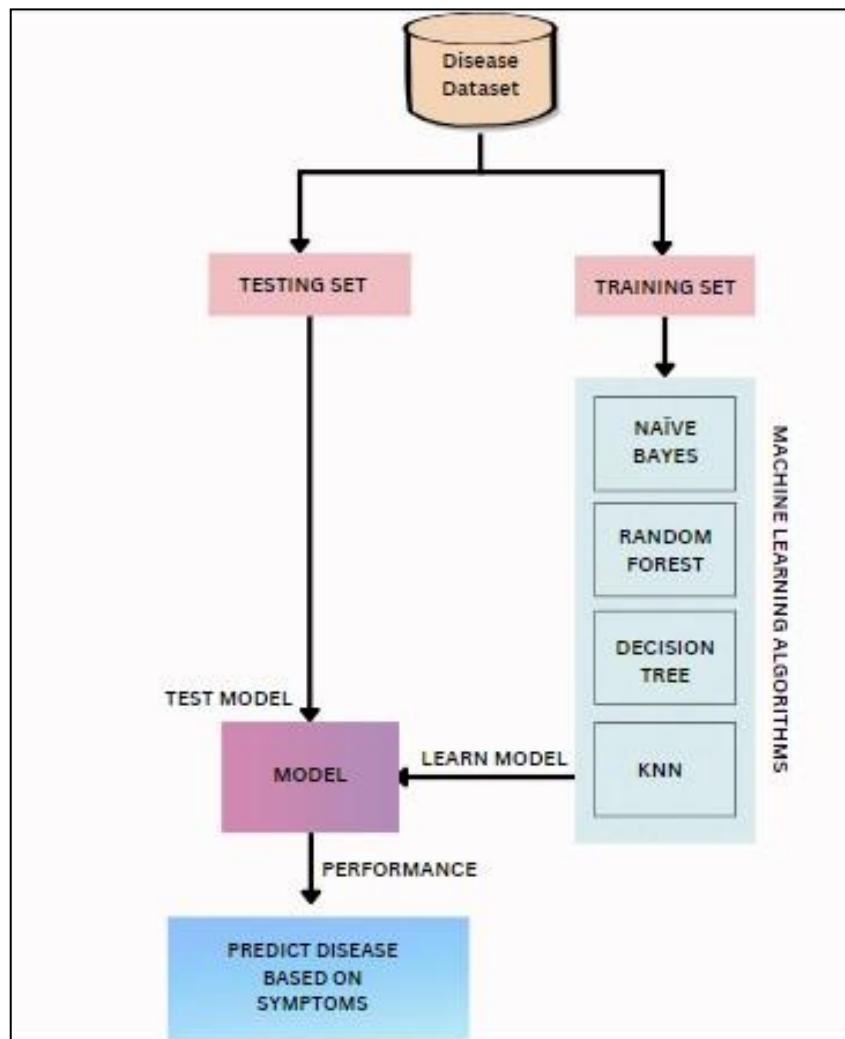 Disease
Dataset
TESTING SET
TRAINING SET
NAÏVE
BAYES
RANDOM
FOREST
DECISION
TREE
KNN
MACHINE LEARNING ALGORITHMS
TEST MODEL
LEARN MODEL
MODEL
PERFORMANCE
PREDICT DISEASE
BASED ON
SYMPTOMS